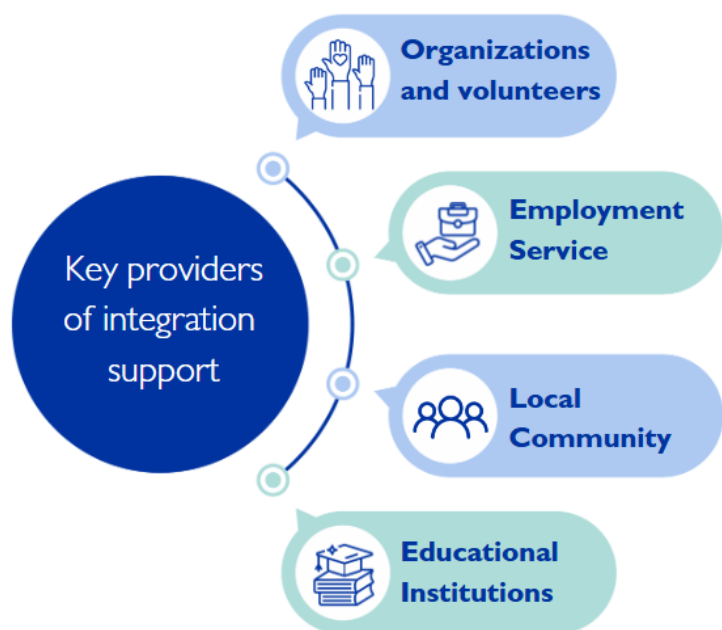 Organizations
and volunteers
Employment
Service
Key providers
of integration
support
Local
Community
Educational
Institutions